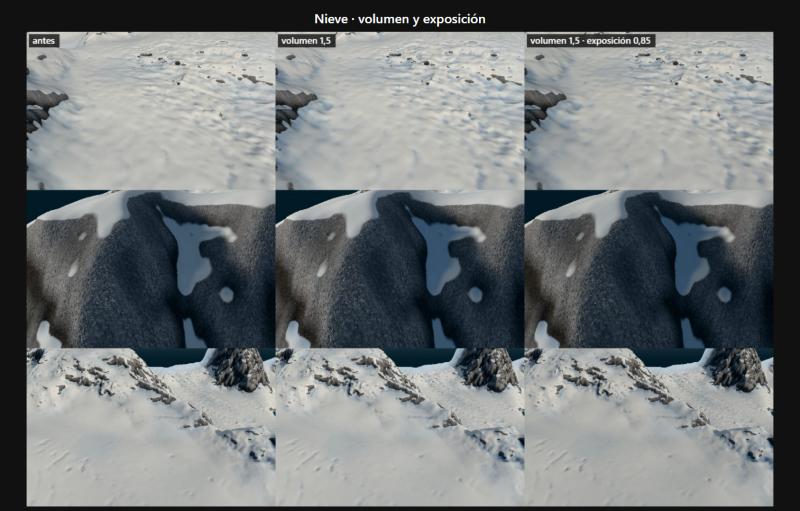 Nieve · volumen y exposición
antes
volumen 1,5
volumen 1,5 · exposición 0,85